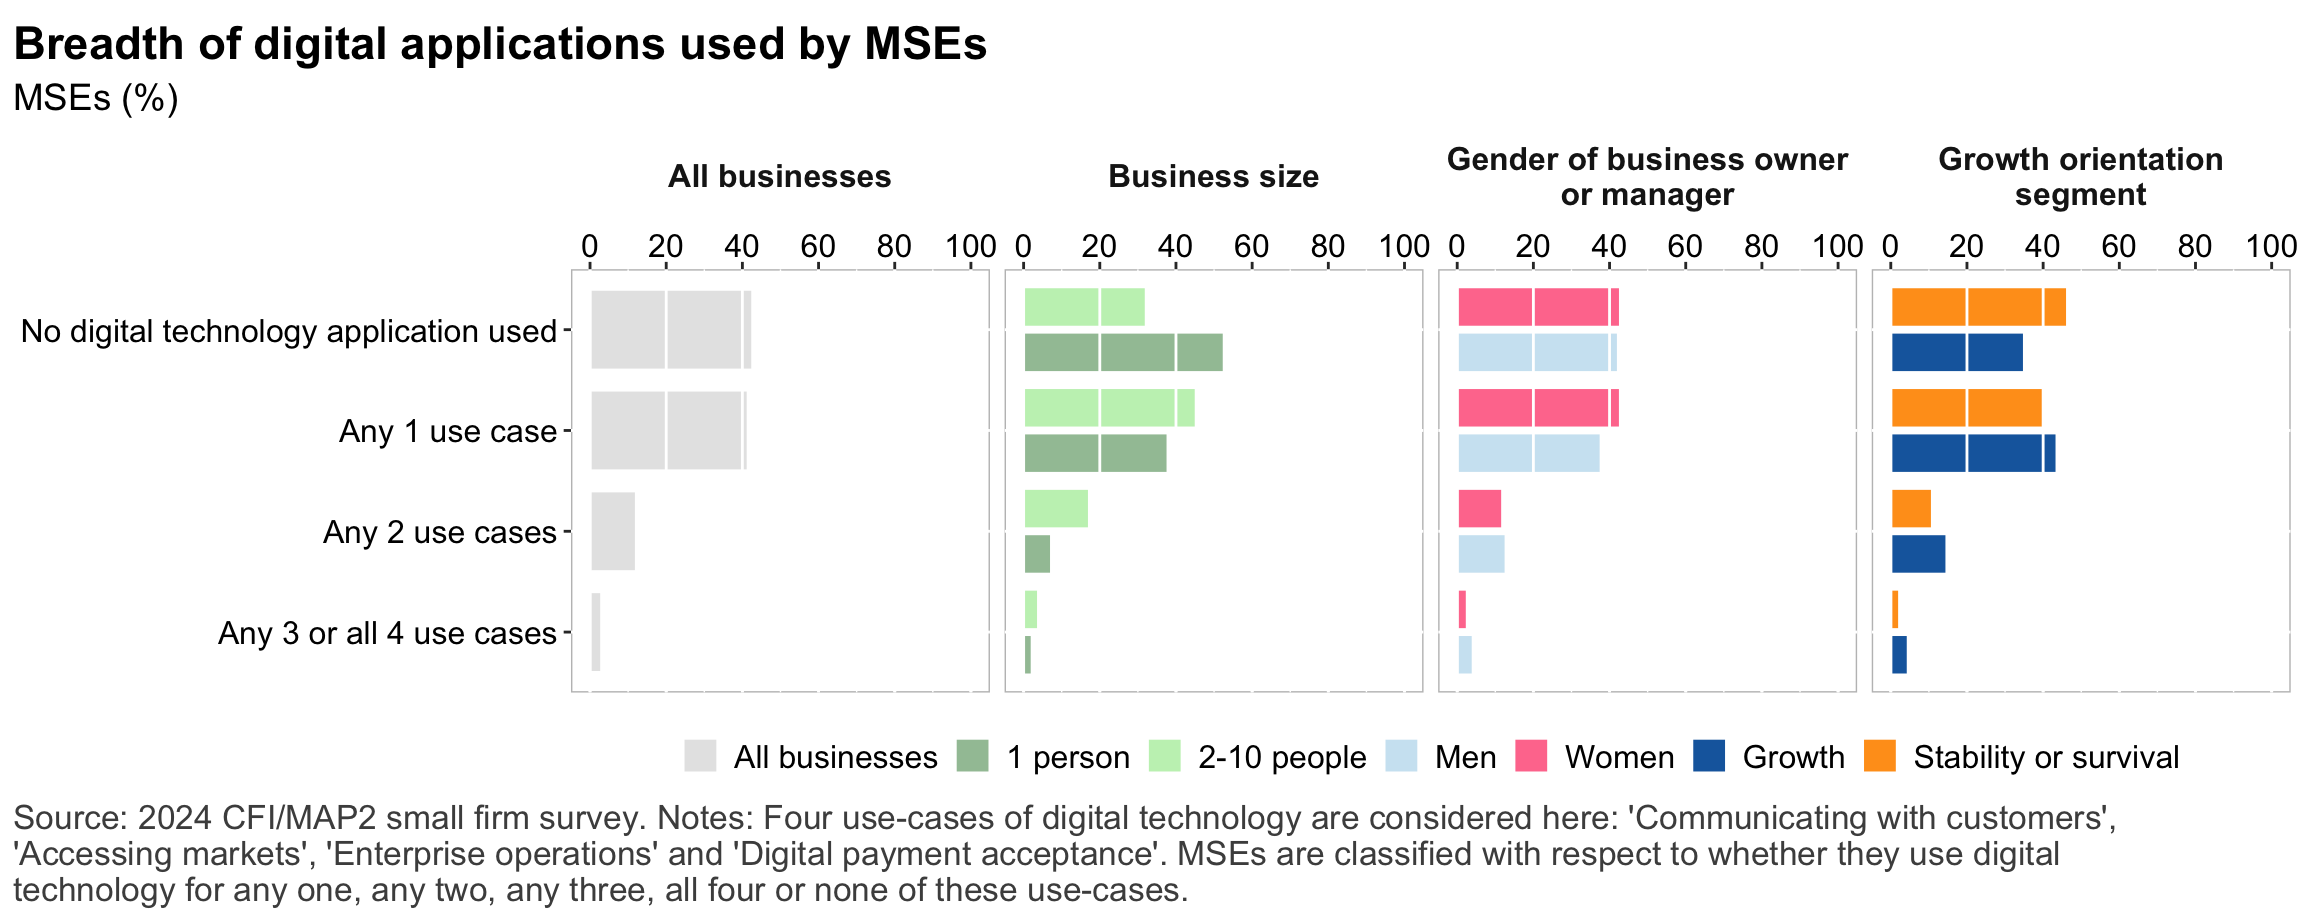 Breadth of digital applications used by MSEs
MSEs (%)
All businesses
Business size
Gender of business owner
or manager
Growth orientation
segment
0 20 40 60 80 100 0 20 40 60 80 100 0 20 40 60 80 100 0 20 40 60 80 100
No digital technology application used
Any 1 use case
Any 2 use cases
Any 3 or all 4 use cases
All businesses 1 person 2-10 people Men Women Growth Stability or survival
Source: 2024 CFI/MAP2 small firm survey. Notes: Four use-cases of digital technology are considered here: 'Communicating with customers',
'Accessing markets', 'Enterprise operations' and 'Digital payment acceptance'. MSEs are classified with respect to whether they use digital
technology for any one, any two, any three, all four or none of these use-cases.